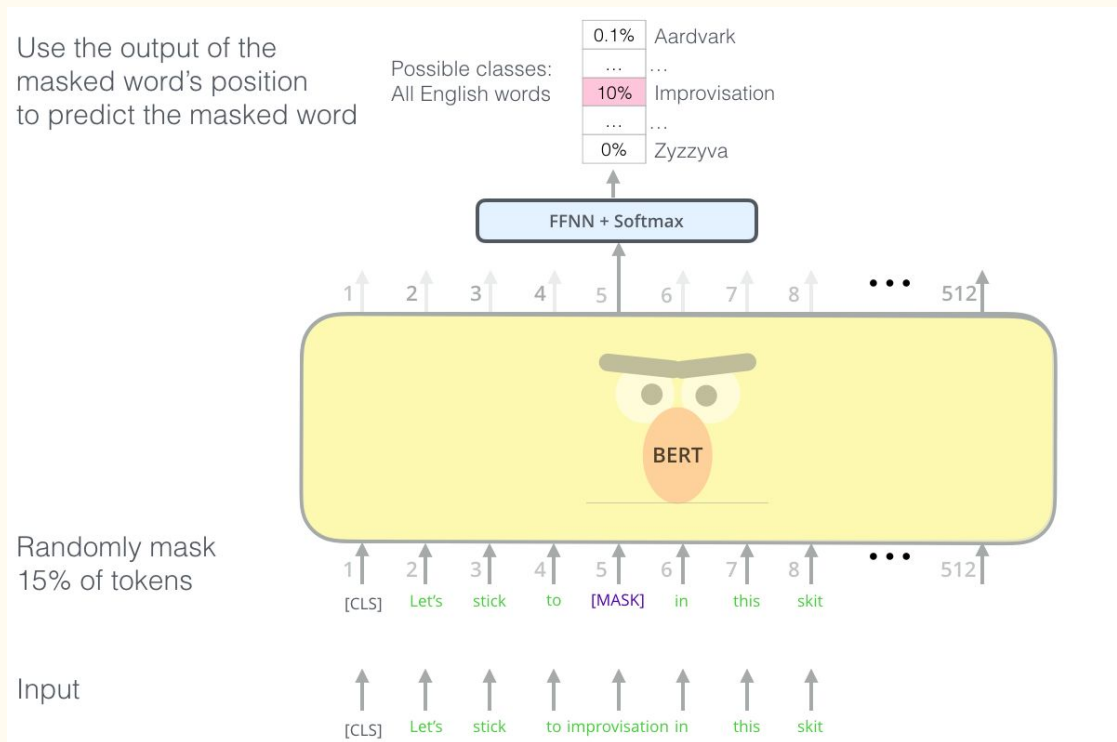 Use the output of the
masked word's position
to predict the masked word
Possible classes:
All English words
0.1% Aardvark
... ...
10% Improvisation
... ...
0% Zyzzyva
FFNN + Softmax
1 2 3 4 5 6 7 8 ... 512
BERT
Randomly mask
15% of tokens
1 2 3 4 5 6 7 8 ... 512
[CLS] Let's stick to [MASK] in this skit
Input
[CLS] Let's stick to improvisation in this skit